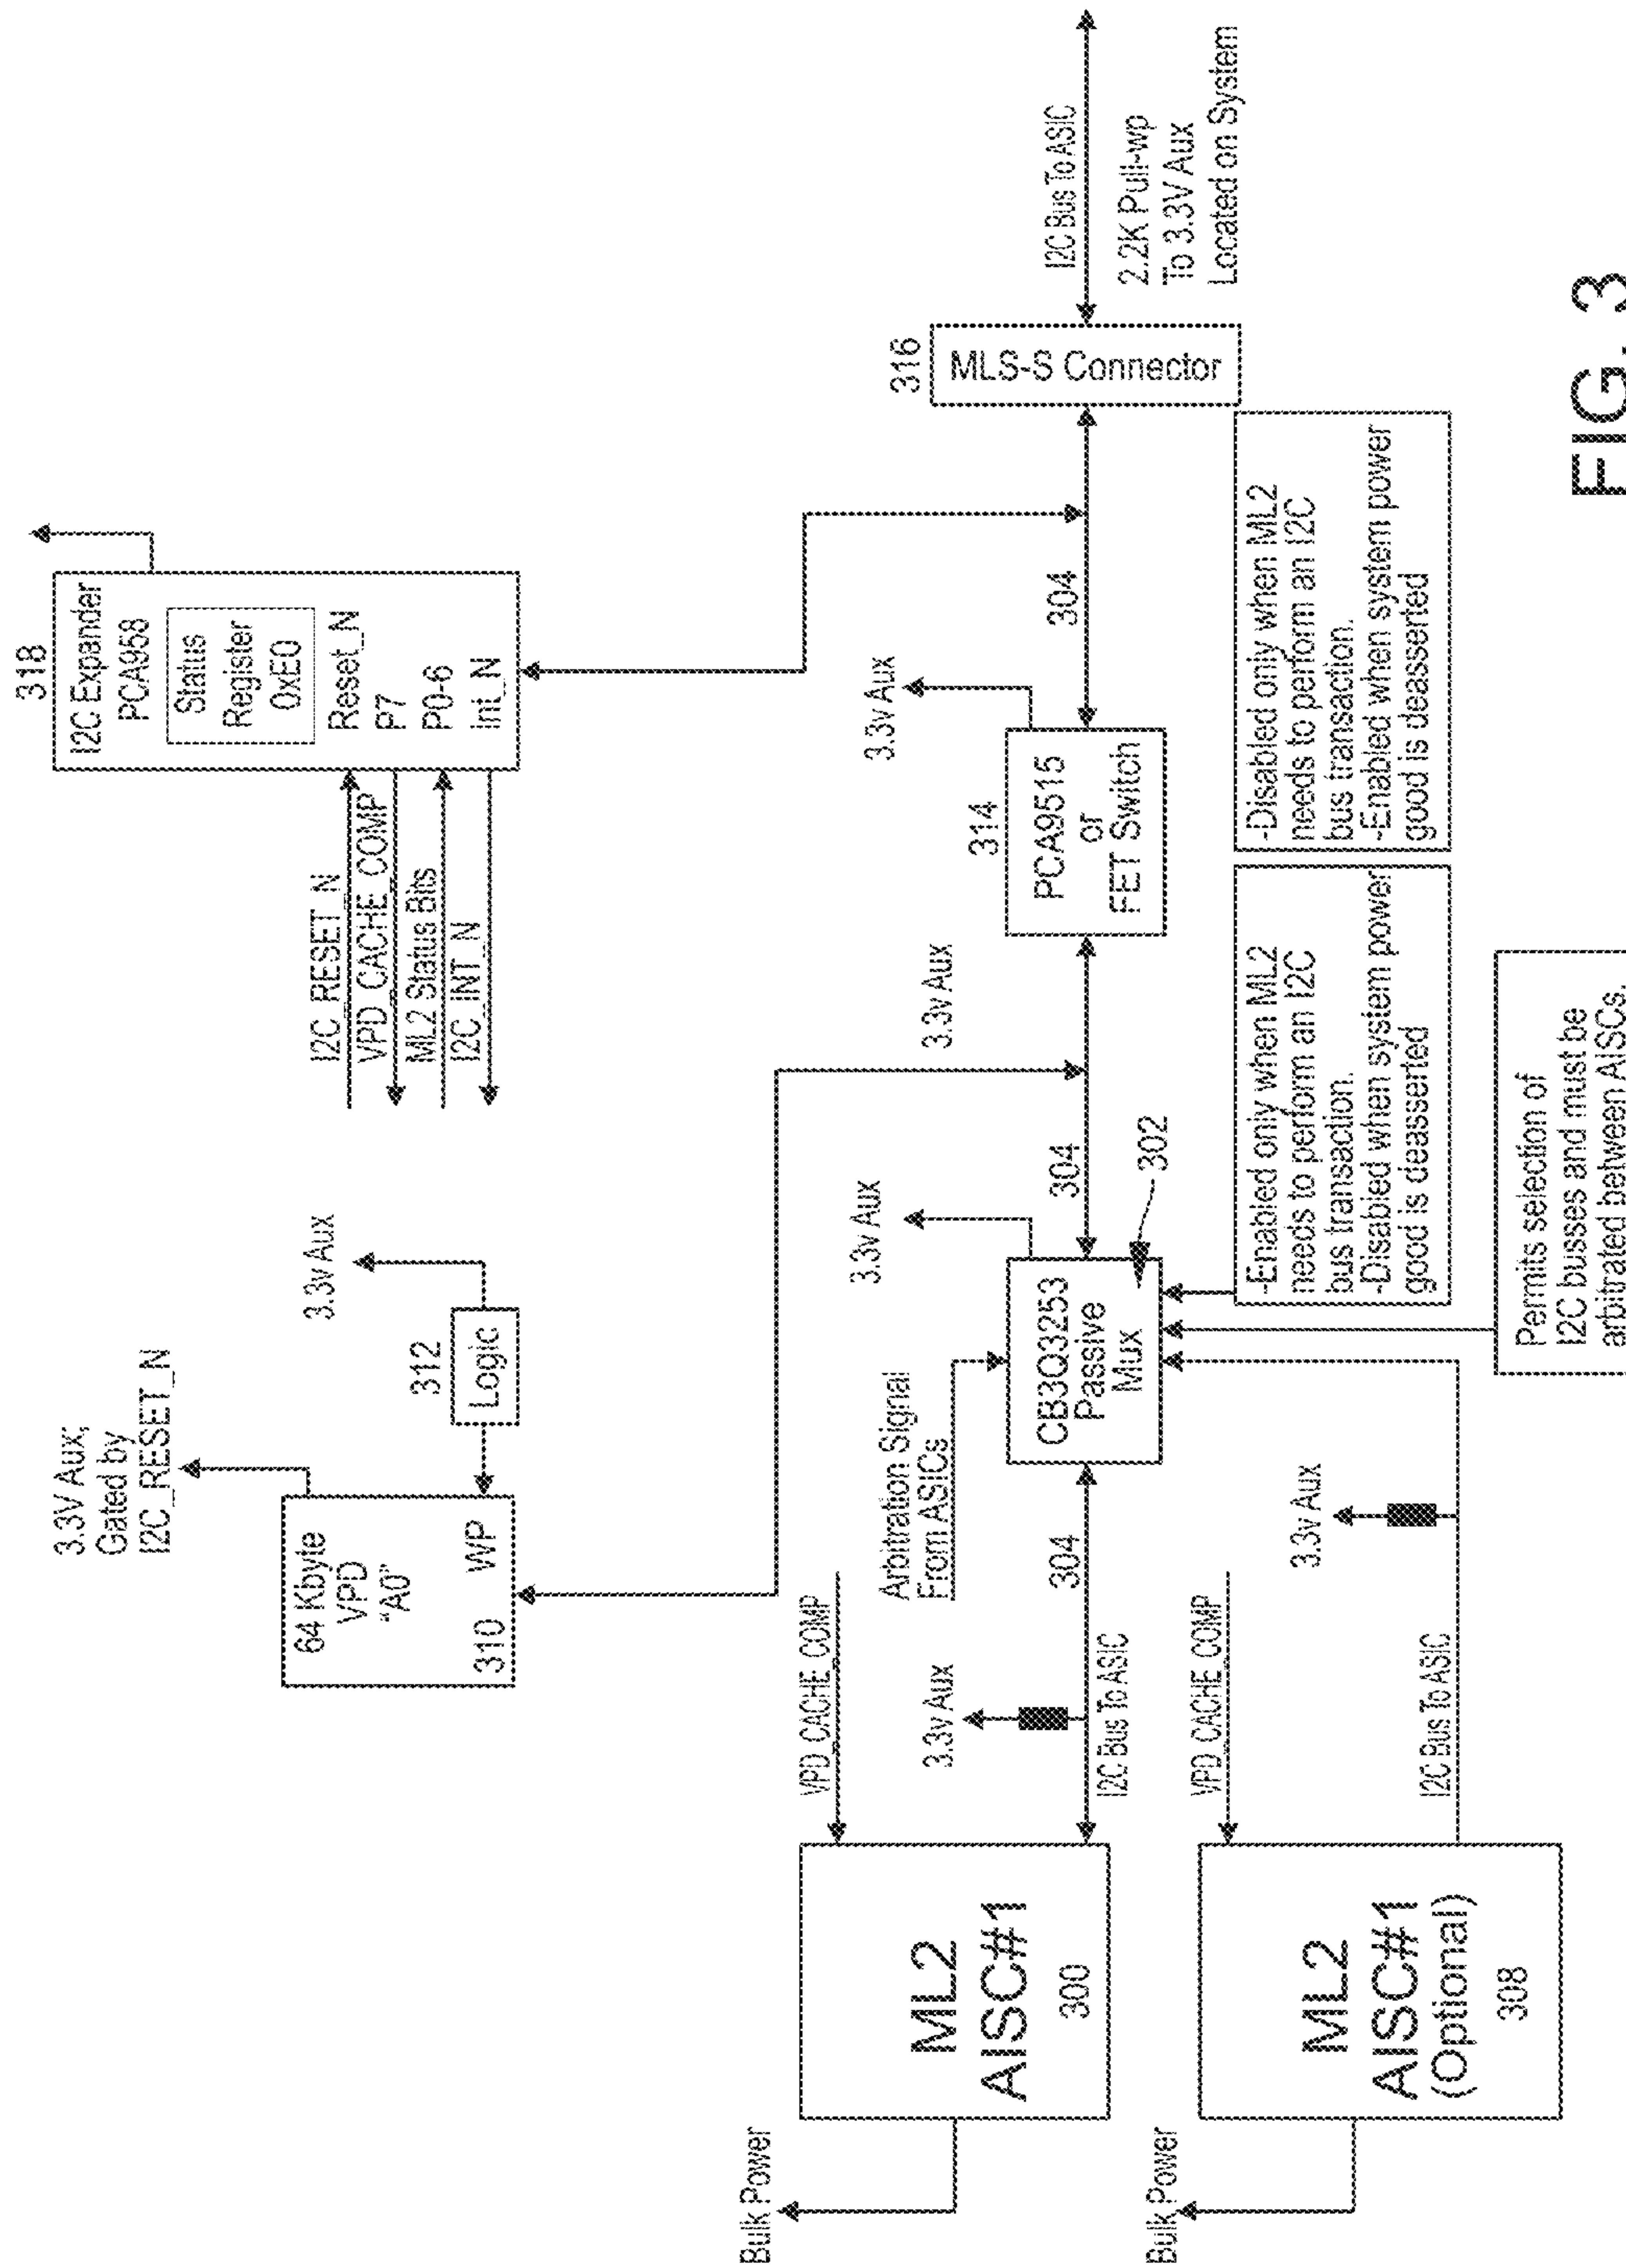 318
I2C Expander
PCA958
Status
Register
0xE0
Reset_N
P7
P0-6
Int_N
I2C_RESET_N
VPD_CACHE_COMP
ML2 Status Bits
I2C_INT_N
3.3V Aux;
Gated by
I2C_RESET_N
64 Kbyte
VPD
"A0"
310 WP
312
Logic
3.3v Aux
VPD_CACHE_COMP
Bulk Power
ML2
AISC#1
300
3.3v Aux
I2C Bus To ASIC
304
Arbitration Signal
From ASICs
3.3v Aux
CB3Q3253
Passive
Mux
302
304
3.3v Aux
314
PCA9515
or
FET Switch
3.3v Aux
304
316
MLS-S Connector
I2C Bus To ASIC
2.2K Pull-wp
To 3.3V Aux
Located on System
VPD_CACHE_COMP
Bulk Power
ML2
AISC#1
(Optional)
308
3.3v Aux
I2C Bus To ASIC
-Enabled only when ML2
needs to perform an I2C
bus transaction.
-Disabled when system power
good is deasserted
-Disabled only when ML2
needs to perform an I2C
bus transaction.
-Enabled when system power
good is deasserted
Permits selection of
I2C busses and must be
arbitrated between AISCs.
FIG. 3